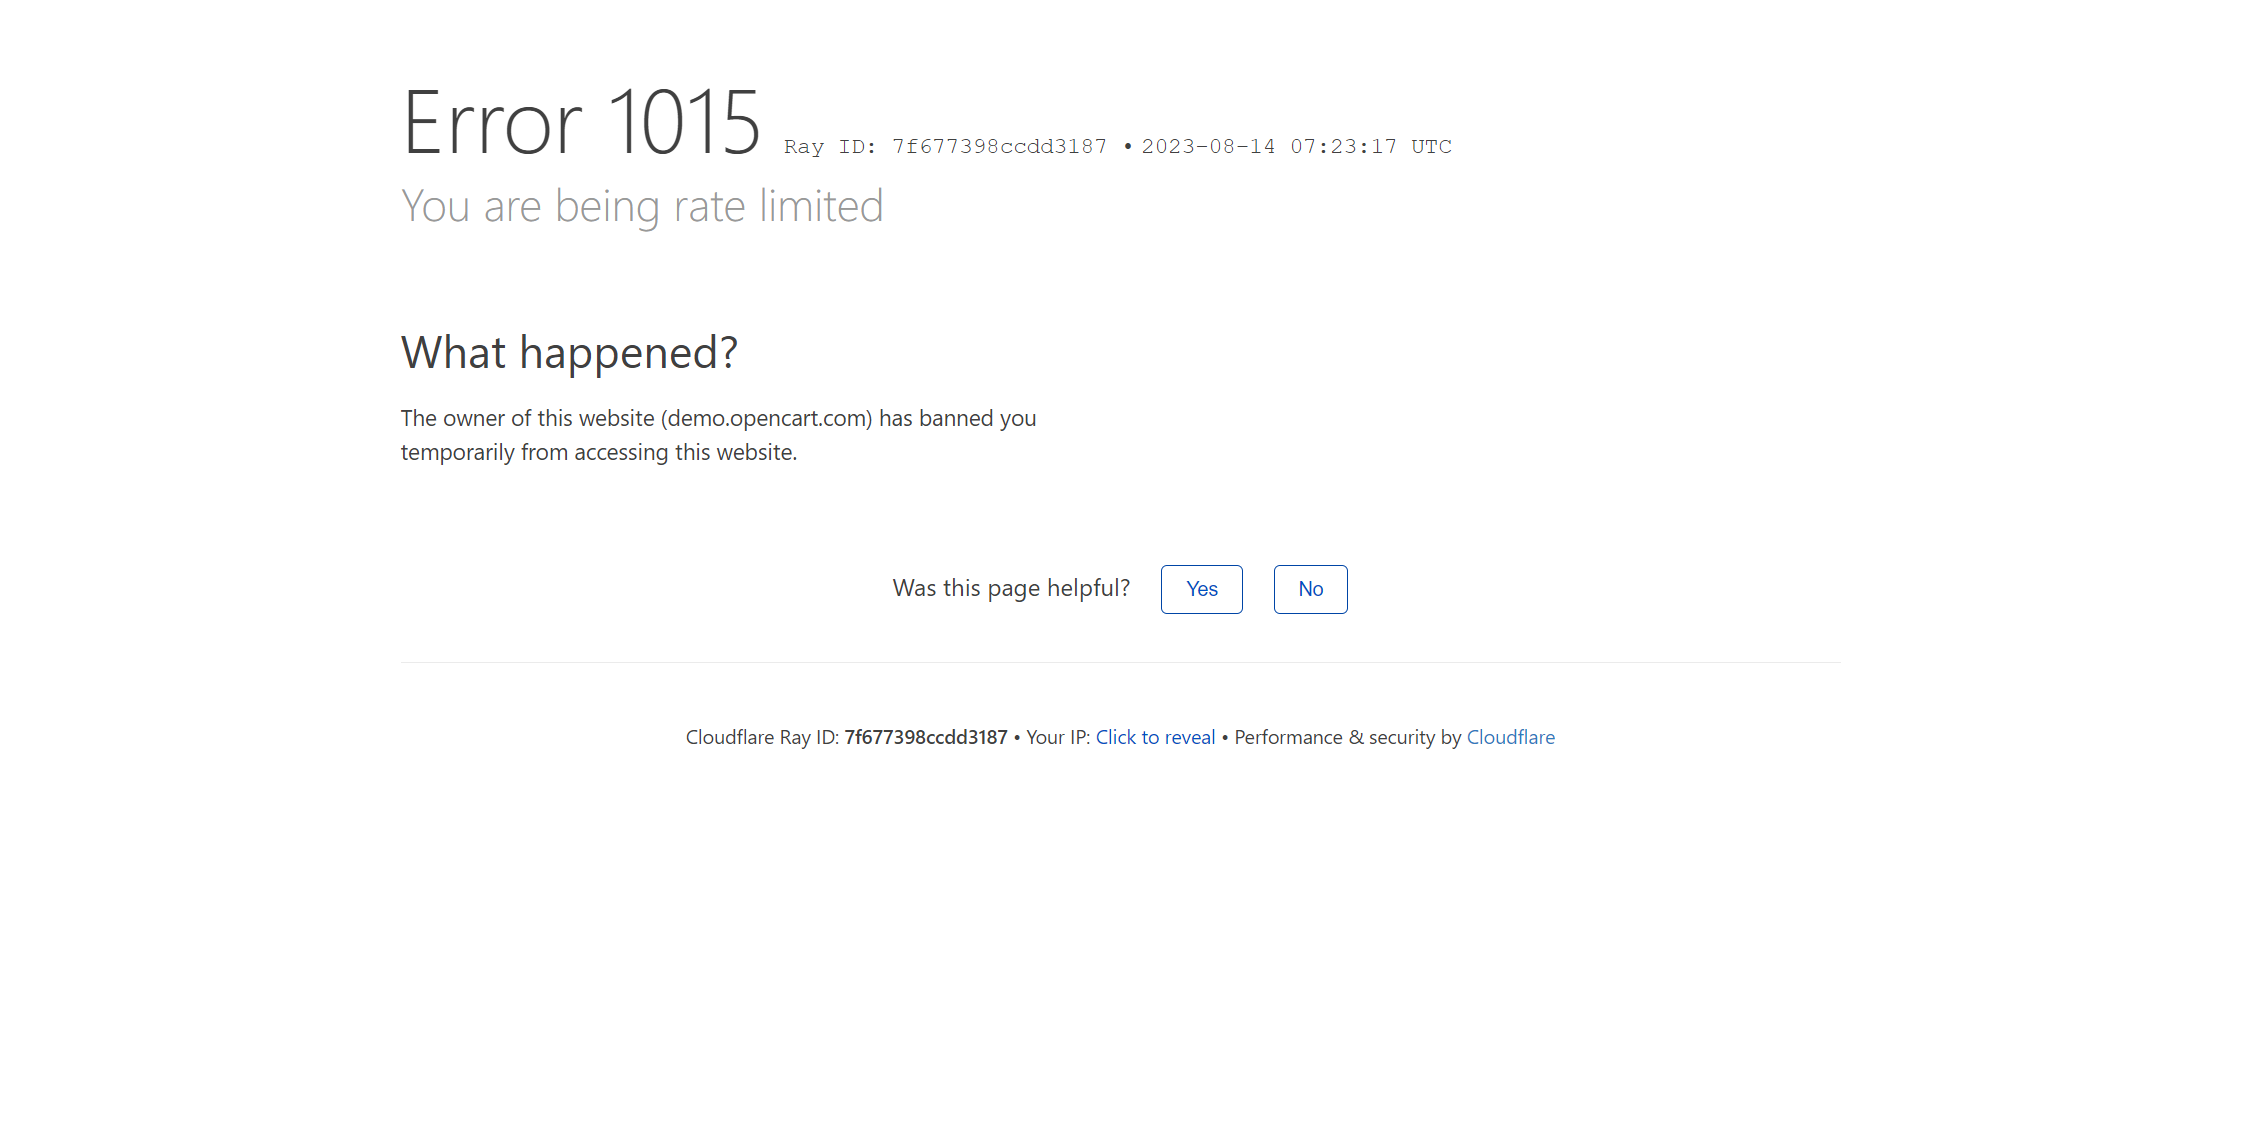 Error 1015 Ray ID: 7f677398ccdd3187 • 2023-08-14 07:23:17 UTC
You are being rate limited
What happened?
The owner of this website (demo.opencart.com) has banned you
temporarily from accessing this website.
Was this page helpful? Yes No
Cloudflare Ray ID: 7f677398ccdd3187 • Your IP: Click to reveal • Performance & security by Cloudflare